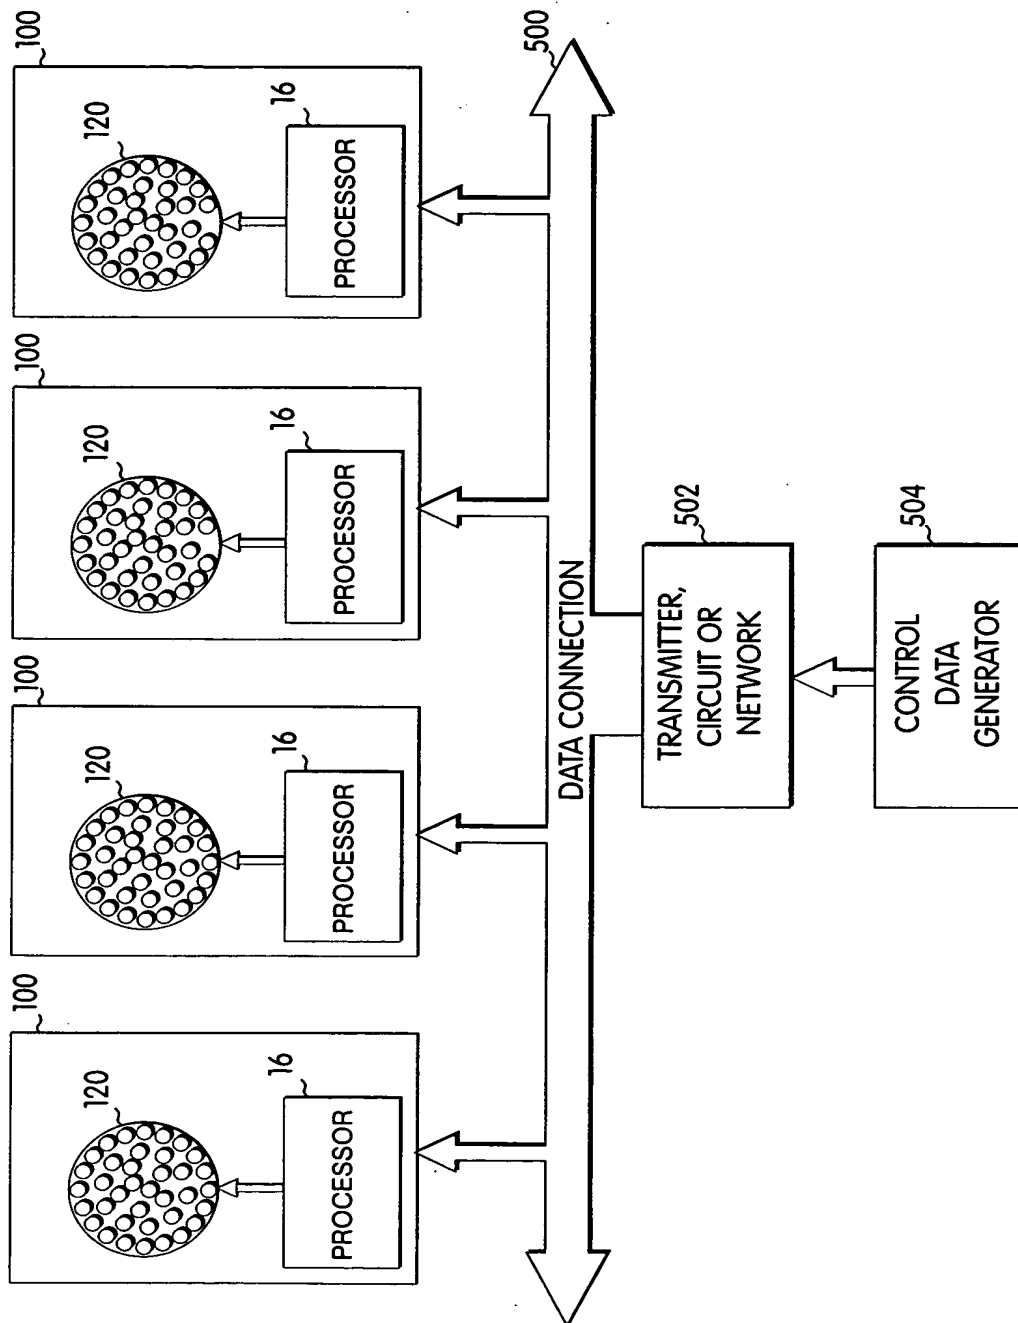 100
120
16
PROCESSOR
100
120
16
PROCESSOR
100
120
16
PROCESSOR
100
120
16
PROCESSOR
500
DATA CONNECTION
502
TRANSMITTER,
CIRCUIT OR
NETWORK
504
CONTROL
DATA
GENERATOR